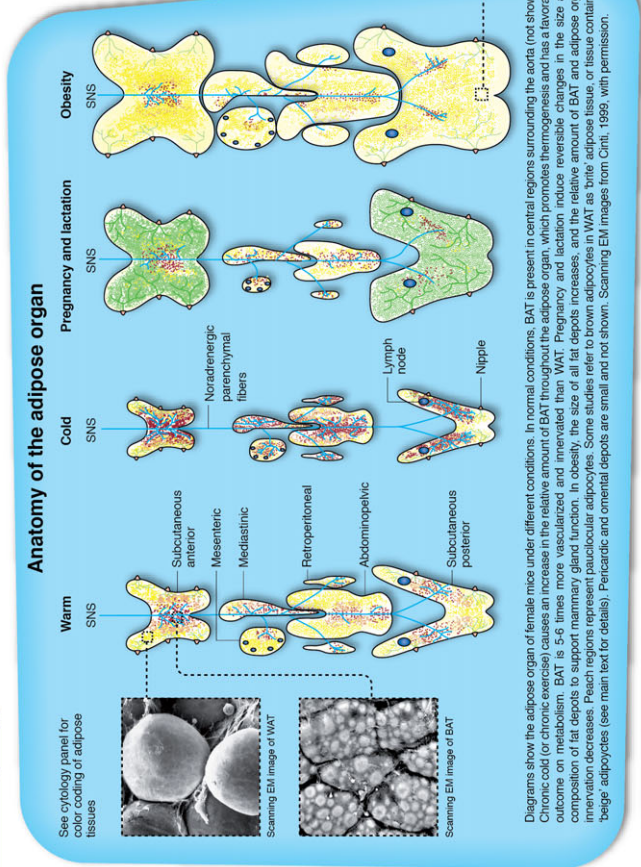 Anatomy of the adipose organ
See cytology panel for
color coding of adipose
tissues
Warm
Cold
Pregnancy and lactation
Obesity
SNS
SNS
SNS
SNS
Subcutaneous
anterior
Mesenteric
Mediastinic
Retroperitoneal
Abdominopelvic
Subcutaneous
posterior
Noradrenergic
parenchymal
fibers
Lymph
node
Nipple
Scanning EM image of WAT
Scanning EM image of BAT
Diagrams show the adipose organ of female mice under different conditions. In normal conditions, BAT is present in central regions surrounding the aorta (not
Chronic cold (or chronic exercise) causes an increase in the relative amount of BAT throughout the adipose organ, which promotes thermogenesis and has a
outcome on metabolism. BAT is 5-6 times more vascularized and innervated than WAT. Pregnancy and lactation induce reversible changes in the size
composition of fat depots to support mammary gland function. In obesity, the size of all fat depots increases, and the relative amount of BAT and adipose
innervation decreases. Peach regions represent paucilocular adipocytes. Some studies refer to brown adipocytes in WAT as 'brite' adipose tissue, or tissue
'beige' adipoyctes (see main text for details). Pericardic and omental depots are small and not shown. Scanning EM images from Cinti, 1999, with permission.